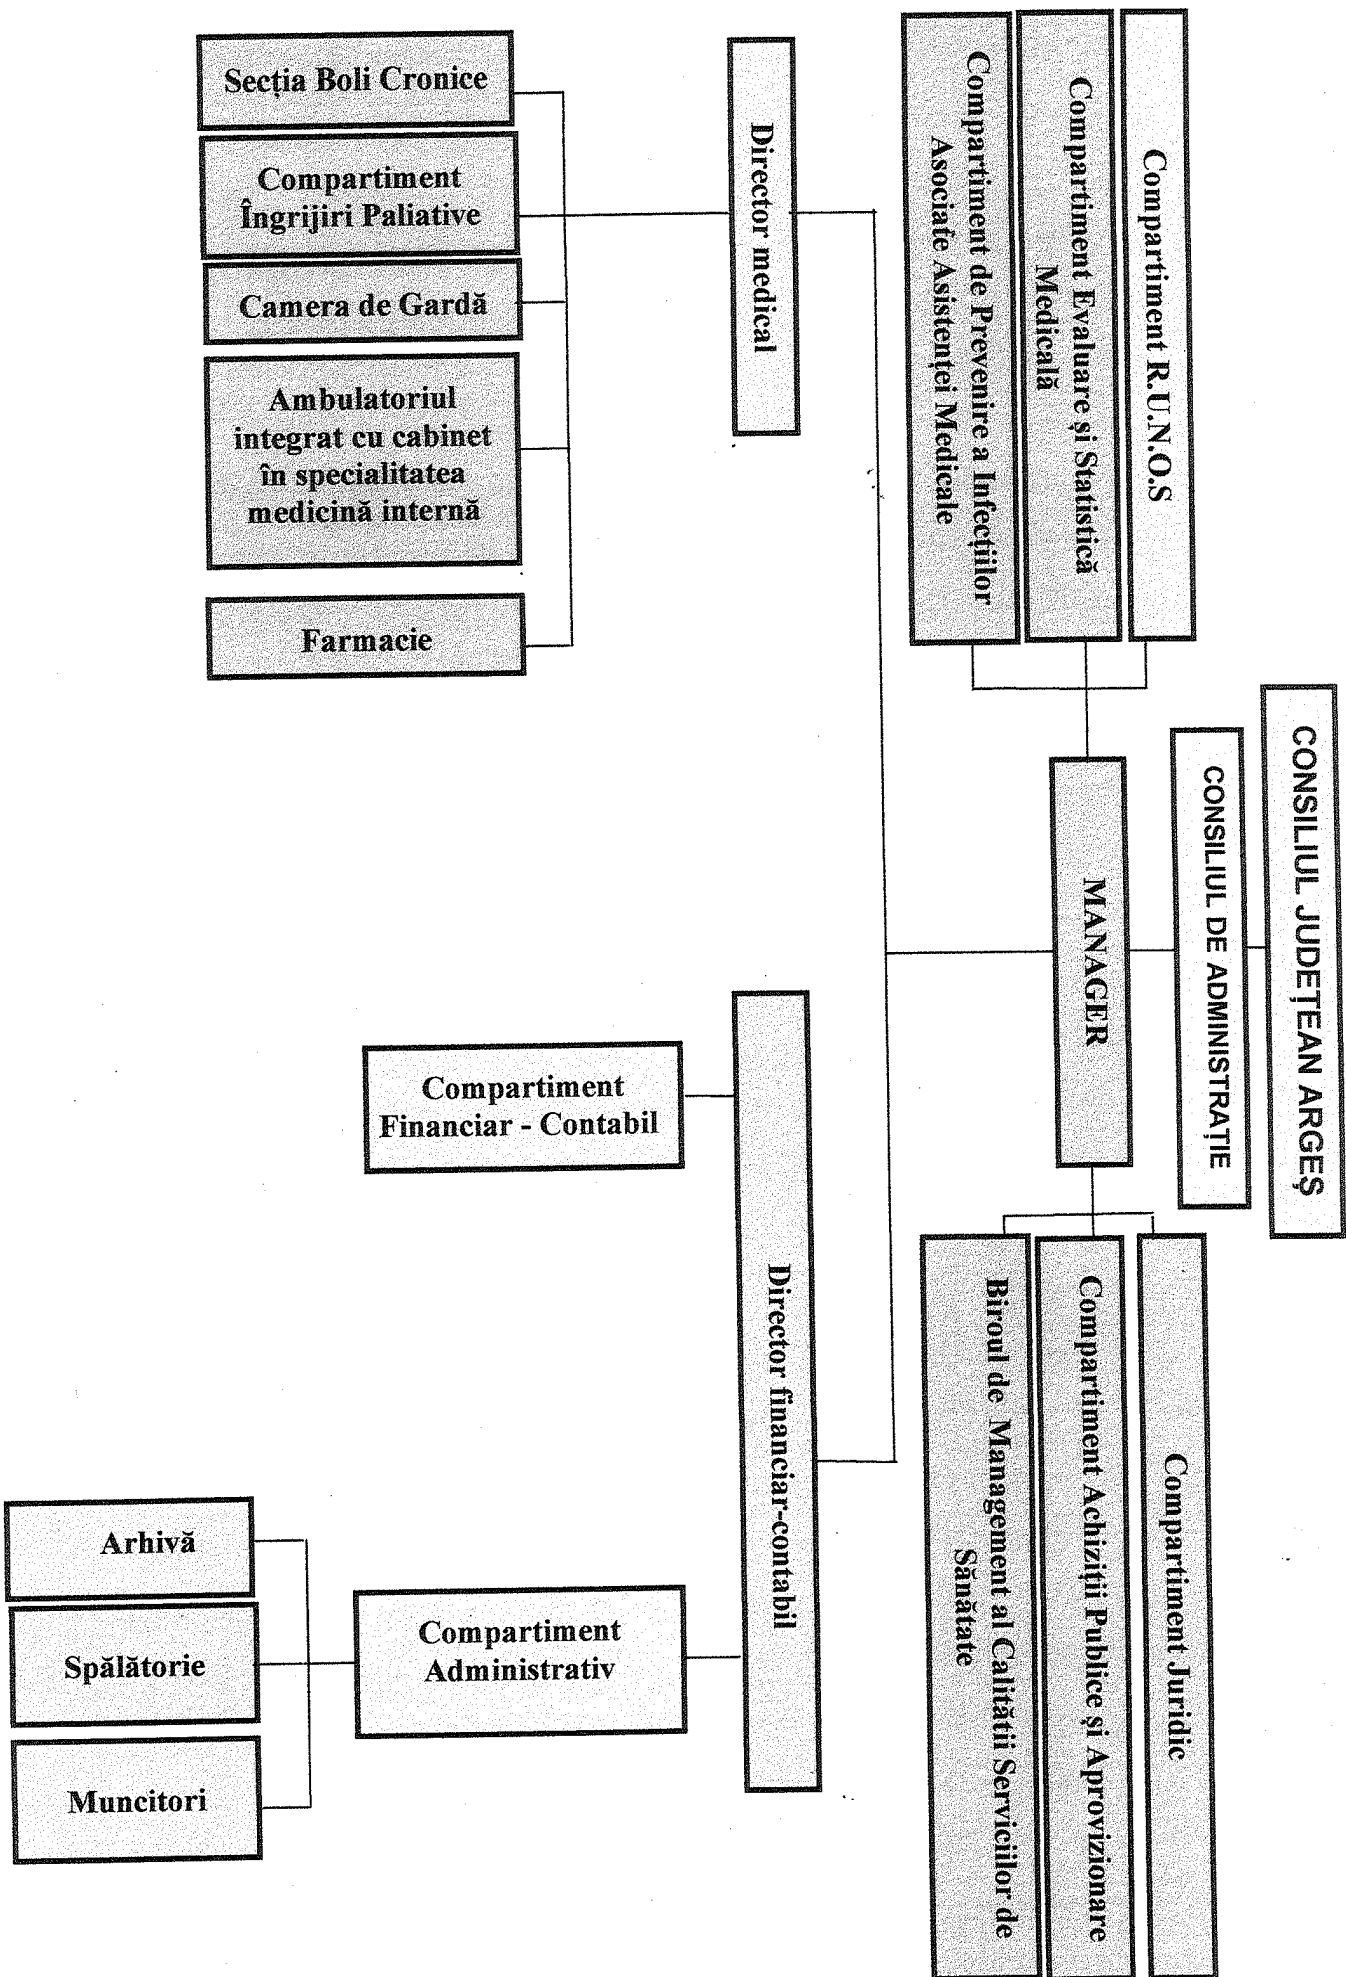 CONSILIUL JUDEȚEAN ARGEȘ
CONSILIUL DE ADMINISTRAȚIE
MANAGER
Compartiment R.U.N.O.S
Compartiment Evaluare și Statistică
Medicală
Compartiment de Prevenire a Infecțiilor
Asociate Asistenței Medicale
Compartiment Juridic
Compartiment Achiziții Publice și Aprovizionare
Biroul de Management al Calității Serviciilor de
Sănătate
Director medical
Director financiar-contabil
Secția Boli Cronice
Compartiment
Îngrijiri Paliative
Camera de Gardă
Ambulatoriul
integrat cu cabinet
în specialitatea
medicină internă
Farmacie
Compartiment
Financiar - Contabil
Compartiment
Administrativ
Arhivă
Spălătorie
Muncitori